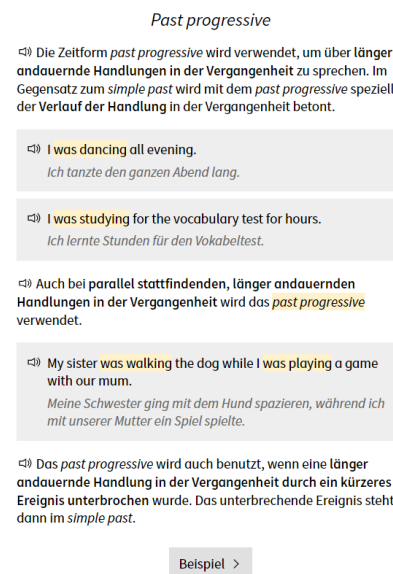 Past progressive
Die Zeitform past progressive wird verwendet, um über länger
andauernde Handlungen in der Vergangenheit zu sprechen. Im
Gegensatz zum simple past wird mit dem past progressive speziell
der Verlauf der Handlung in der Vergangenheit betont.
I was dancing all evening.
Ich tanzte den ganzen Abend lang.
I was studying for the vocabulary test for hours.
Ich lernte Stunden für den Vokabeltest.
Auch bei parallel stattfindenden, länger andauernden
Handlungen in der Vergangenheit wird das past progressive
verwendet.
My sister was walking the dog while I was playing a game
with our mum.
Meine Schwester ging mit dem Hund spazieren, während ich
mit unserer Mutter ein Spiel spielte.
Das past progressive wird auch benutzt, wenn eine länger
andauernde Handlung in der Vergangenheit durch ein kürzeres
Ereignis unterbrochen wurde. Das unterbrechende Ereignis steht
dann im simple past.
Beispiel >